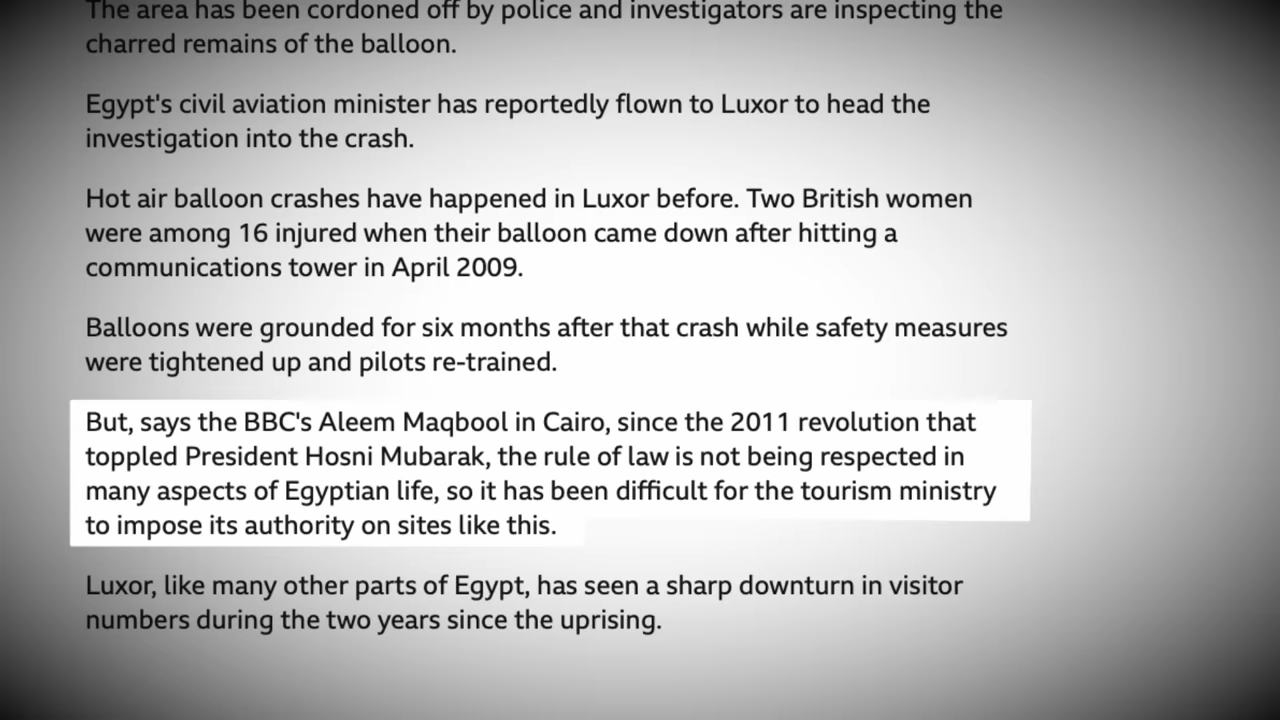 The area has been cordoned off by police and investigators are inspecting the
charred remains of the balloon.
Egypt's civil aviation minister has reportedly flown to Luxor to head the
investigation into the crash.
Hot air balloon crashes have happened in Luxor before. Two British women
were among 16 injured when their balloon came down after hitting a
communications tower in April 2009.
Balloons were grounded for six months after that crash while safety measures
were tightened up and pilots re-trained.
But, says the BBC's Aleem Maqbool in Cairo, since the 2011 revolution that
toppled President Hosni Mubarak, the rule of law is not being respected in
many aspects of Egyptian life, so it has been difficult for the tourism ministry
to impose its authority on sites like this.
Luxor, like many other parts of Egypt, has seen a sharp downturn in visitor
numbers during the two years since the uprising.